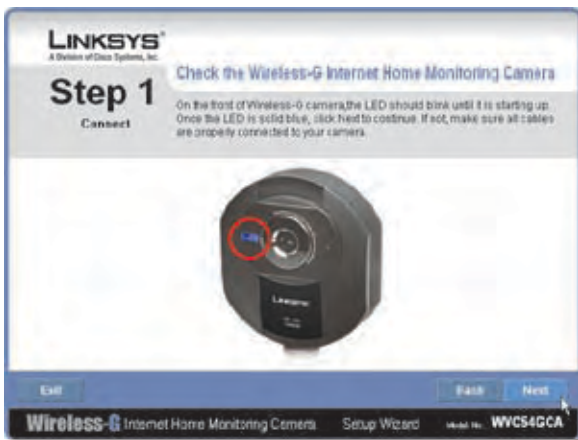 LINKSYS®
A Division of Cisco Systems, Inc.
Step 1
Connect
Check the Wireless-G Internet Home Monitoring Camera
On the front of Wireless-G camera,the LED should blink until it is starting up.
Once the LED is solid blue, click Next to continue. If not, make sure all cables
are properly connected to your camera.
LINKSYS
Exit
Back
Next
Wireless-G Internet Home Monitoring Camera
Setup Wizard
Model No.
WVC54GCA